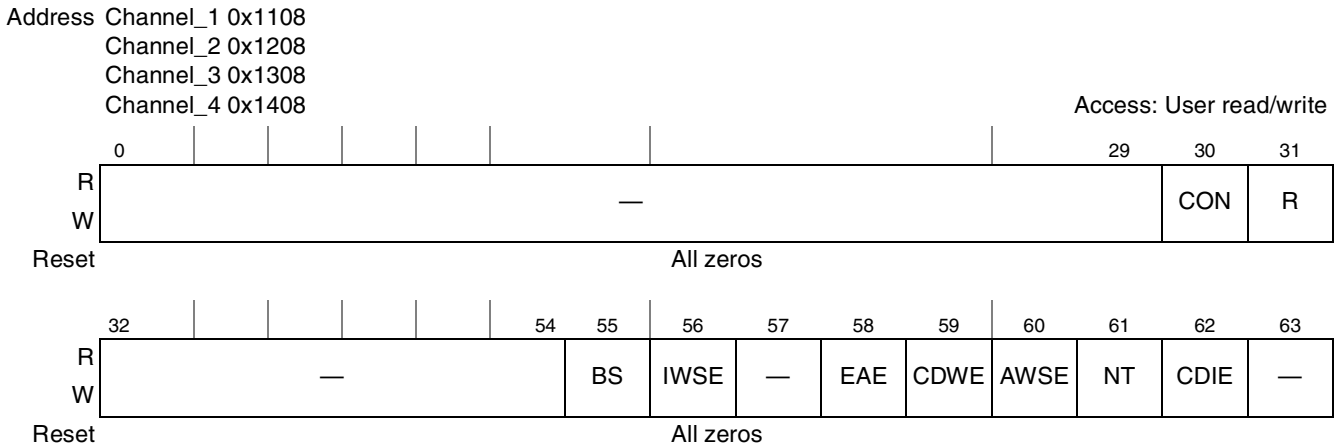 Address Channel_1 0x1108
Channel_2 0x1208
Channel_3 0x1308
Channel_4 0x1408 Access: User read/write
0 29 30 31
R
— CON R
W
Reset All zeros
32 54 55 56 57 58 59 60 61 62 63
R
— BS IWSE — EAE CDWE AWSE NT CDIE —
W
Reset All zeros